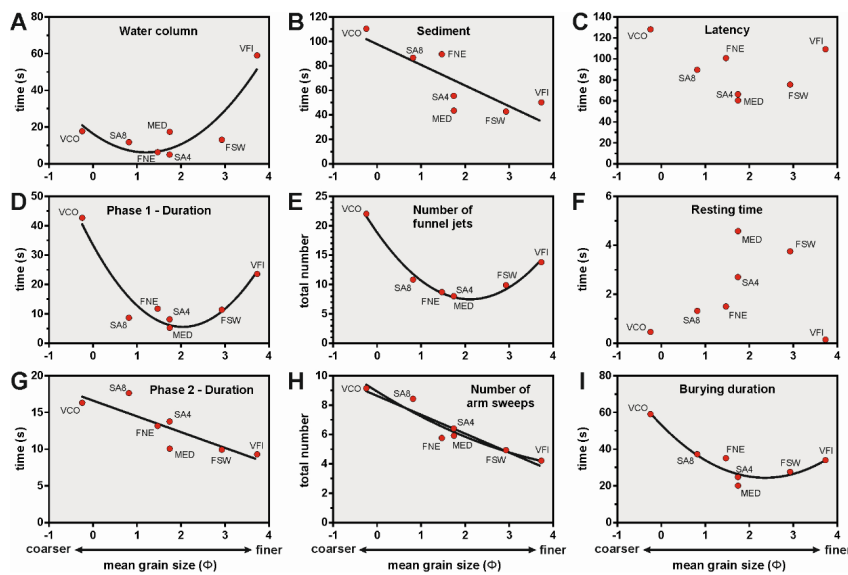 A
Water column
time (s)
80
60
40
20
0
-1 0 1 2 3 4
VCO
SA8
FNE
MED
SA4
FSW
VFI
B
Sediment
time (s)
120
100
80
60
40
20
0
-1 0 1 2 3 4
VCO
SA8
FNE
SA4
MED
FSW
VFI
C
Latency
time (s)
140
120
100
80
60
40
20
0
-1 0 1 2 3 4
VCO
SA8
FNE
SA4
MED
FSW
VFI
D
Phase 1 - Duration
time (s)
50
40
30
20
10
0
-1 0 1 2 3 4
VCO
SA8
FNE
SA4
MED
FSW
VFI
E
Number of
funnel jets
total number
25
20
15
10
5
0
-1 0 1 2 3 4
VCO
SA8
FNE
SA4
MED
FSW
VFI
F
Resting time
time (s)
6
4
2
0
-1 0 1 2 3 4
VCO
SA8
FNE
MED
SA4
FSW
VFI
G
Phase 2 - Duration
time (s)
20
15
10
5
0
-1 0 1 2 3 4
VCO
SA8
FNE
SA4
MED
FSW
VFI
coarser finer
mean grain size (Φ)
H
Number of
arm sweeps
total number
10
8
6
4
2
0
-1 0 1 2 3 4
VCO
SA8
FNE
SA4
MED
FSW
VFI
coarser finer
mean grain size (Φ)
I
Burying duration
time (s)
80
60
40
20
0
-1 0 1 2 3 4
VCO
SA8
FNE
SA4
MED
FSW
VFI
coarser finer
mean grain size (Φ)